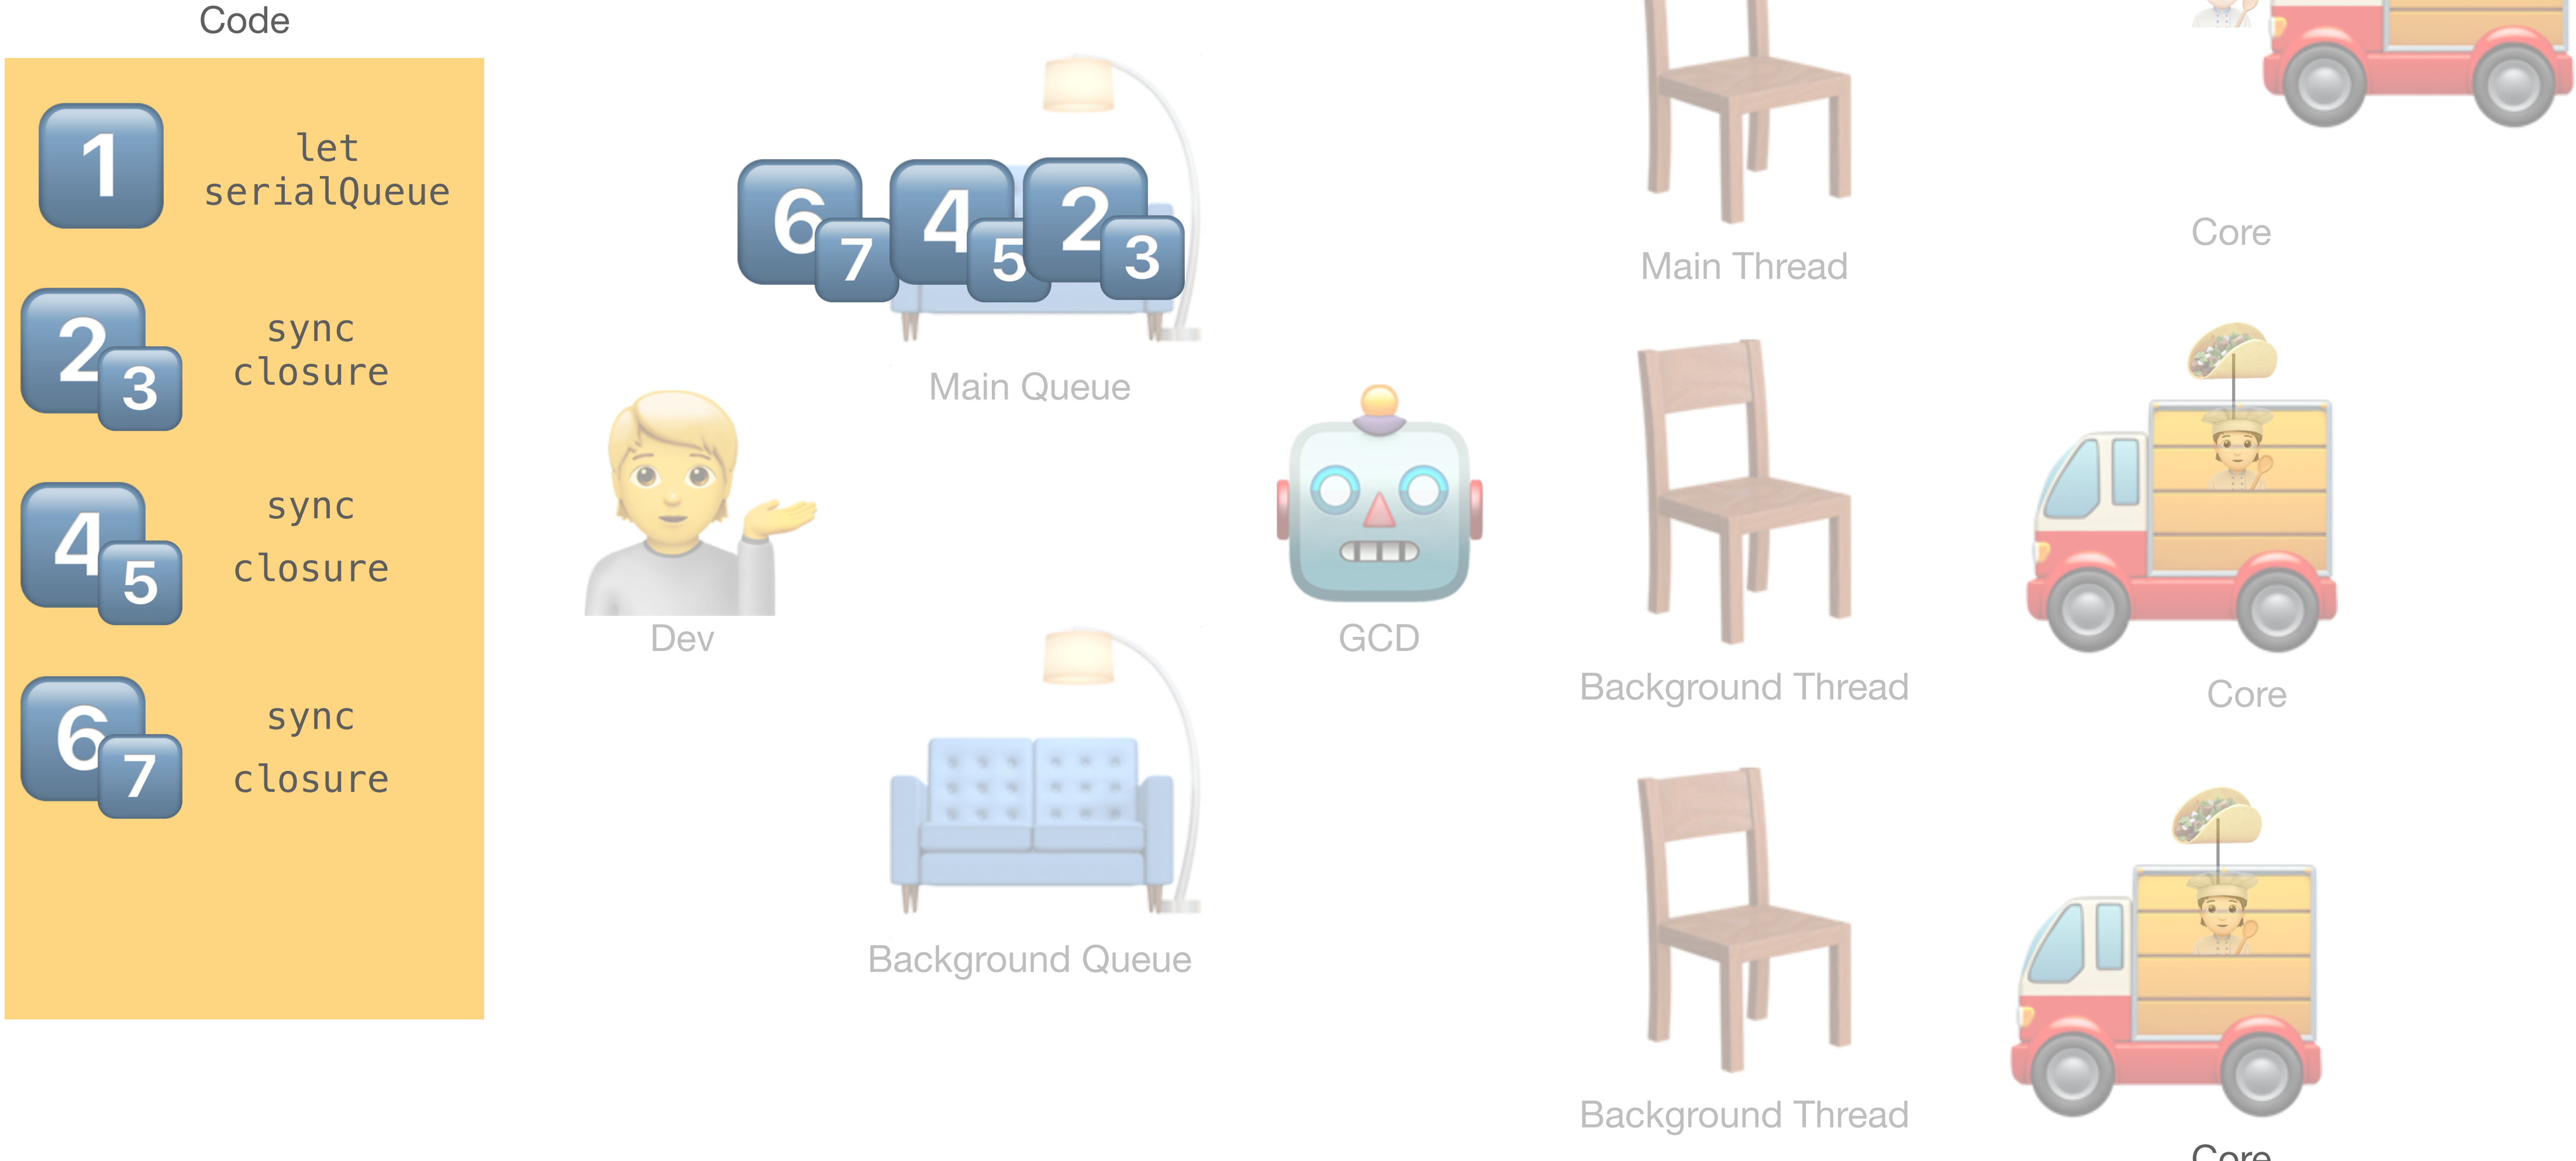 Code
1
let
serialQueue
2
3
sync
closure
4
5
sync
closure
6
7
sync
closure
6
7
4
5
2
3
Main Queue
Dev
Background Queue
GCD
Main Thread
Background Thread
Background Thread
Core
Core
Core